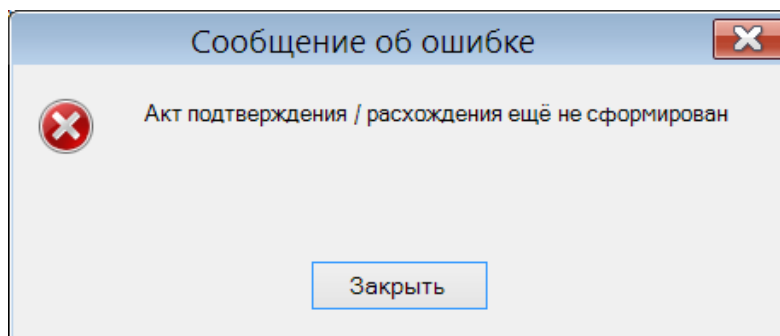 Сообщение об ошибке
Акт подтверждения / расхождения ещё не сформирован
Закрыть